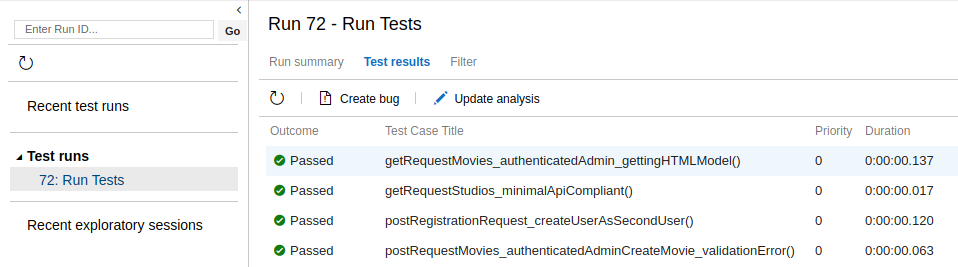 Enter Run ID...
Go
Recent test runs
Test runs
72: Run Tests
Recent exploratory sessions
Run 72 - Run Tests
Run summary Test results Filter
Create bug Update analysis
Outcome Test Case Title Priority Duration
Passed getRequestMovies_authenticatedAdmin_gettingHTMLModel() 0 0:00:00.137
Passed getRequestStudios_minimalApiCompliant() 0 0:00:00.017
Passed postRegistrationRequest_createUserAsSecondUser() 0 0:00:00.120
Passed postRequestMovies_authenticatedAdminCreateMovie_validationError() 0 0:00:00.063